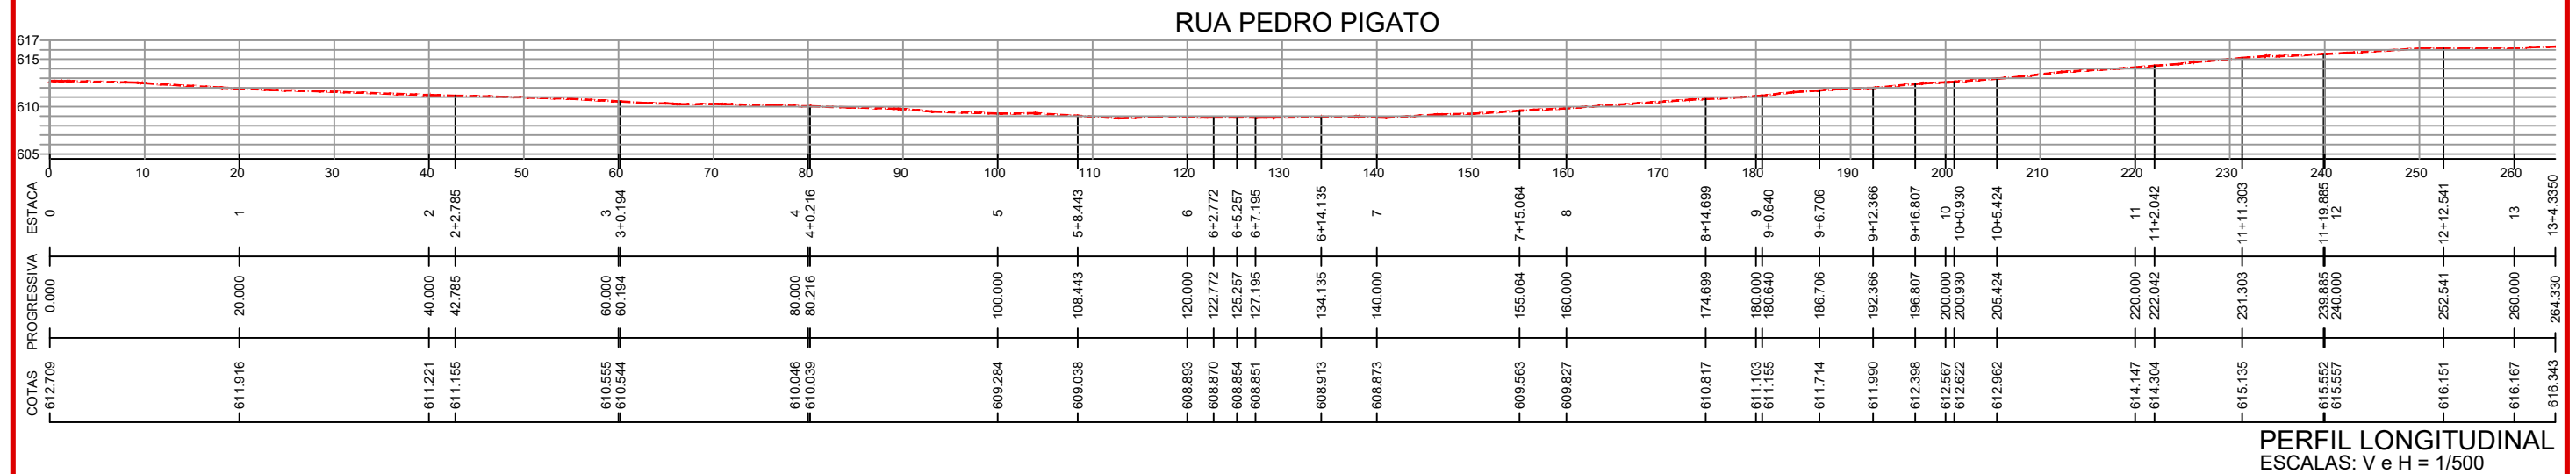 RUA PEDRO PIGATO
617
615
610
605
0 10 20 30 40 50 60 70 80 90 100 110 120 130 140 150 160 170 180 190 200 210 220 230 240 250 260
ESTACA
0 1 2 2+2.785 3 3+0.194 4 4+0.216 5 5+8.443 6 6+2.772 6+5.257 6+7.195 6+14.135 7 7+15.064 8 8+14.699 9 9+0.640 9+6.706 9+12.366 9+16.807 10 10+0.930 10+5.424 11 11+2.042 11+11.303 11+19.885 12 12+12.541 13 13+4.3350
PROGRESSIVA
0.000 20.000 40.000 42.785 60.000 60.194 80.000 80.216 100.000 108.443 120.000 122.772 125.257 127.195 134.135 140.000 155.064 160.000 174.699 180.000 180.640 186.706 192.366 196.807 200.000 200.930 205.424 220.000 222.042 231.303 239.885 240.000 252.541 260.000 264.330
COTAS
612.709 611.916 611.221 611.155 610.555 610.544 610.046 610.039 609.284 609.038 608.893 608.870 608.854 608.851 608.913 608.873 609.563 609.827 610.817 611.103 611.155 611.714 611.990 612.398 612.567 612.622 612.962 614.147 614.304 615.135 615.552 615.557 616.151 616.167 616.343
PERFIL LONGITUDINAL
ESCALAS: V e H = 1/500